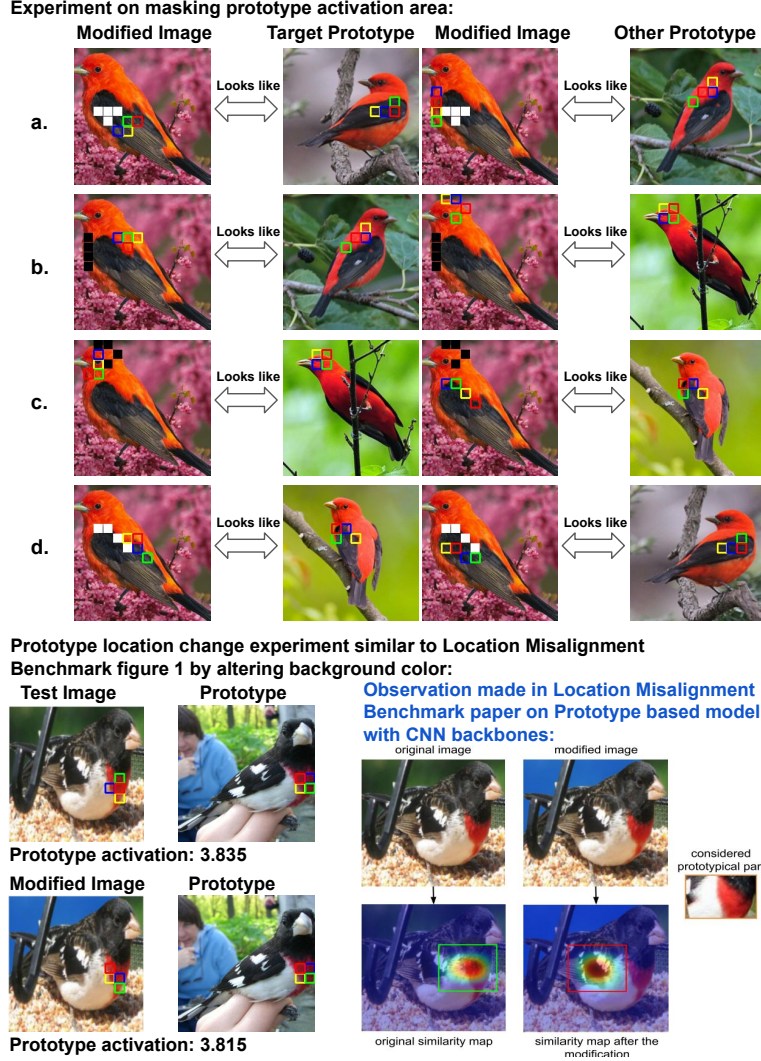 Experiment on masking prototype activation area:
Modified Image Target Prototype Modified Image Other Prototype
a. Looks like Looks like
b. Looks like Looks like
c. Looks like Looks like
d. Looks like Looks like
Prototype location change experiment similar to Location Misalignment
Benchmark figure 1 by altering background color:
Test Image Prototype
Prototype activation: 3.835
Modified Image Prototype
Prototype activation: 3.815
Observation made in Location Misalignment
Benchmark paper on Prototype based model
with CNN backbones:
original image modified image
considered
prototypical par
original similarity map similarity map after the
modification